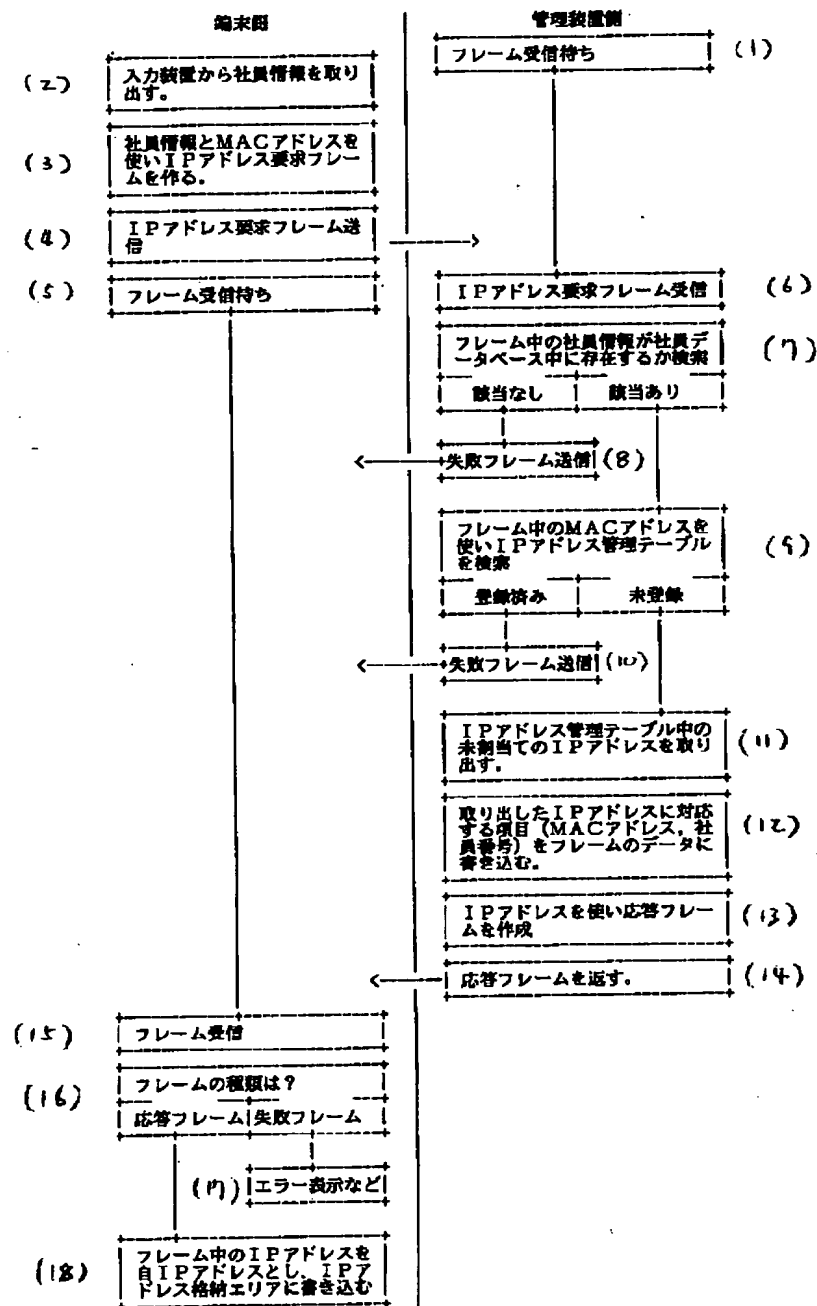 端末側
管理装置側
フレーム受信待ち
(1)
(2)
入力装置から社員情報を取り
出す。
(3)
社員情報とMACアドレスを
使いIPアドレス要求フレー
ムを作る。
(4)
IPアドレス要求フレーム送
信
(5)
フレーム受信待ち
IPアドレス要求フレーム受信
(6)
フレーム中の社員情報が社員デ
ータベース中に存在するか検索
(7)
該当なし
該当あり
失敗フレーム送信
(8)
フレーム中のMACアドレスを
使いIPアドレス管理テーブル
を検索
(9)
登録済み
未登録
失敗フレーム送信
(10)
IPアドレス管理テーブル中の
未割当てのIPアドレスを取り
出す。
(11)
取り出したIPアドレスに対応
する項目(MACアドレス,社
員番号)をフレームのデータに
書き込む。
(12)
IPアドレスを使い応答フレー
ムを作成
(13)
応答フレームを返す。
(14)
(15)
フレーム受信
(16)
フレームの種類は?
応答フレーム
失敗フレーム
(17)
エラー表示など
(18)
フレーム中のIPアドレスを
自IPアドレスとし、IPア
ドレス格納エリアに書き込む